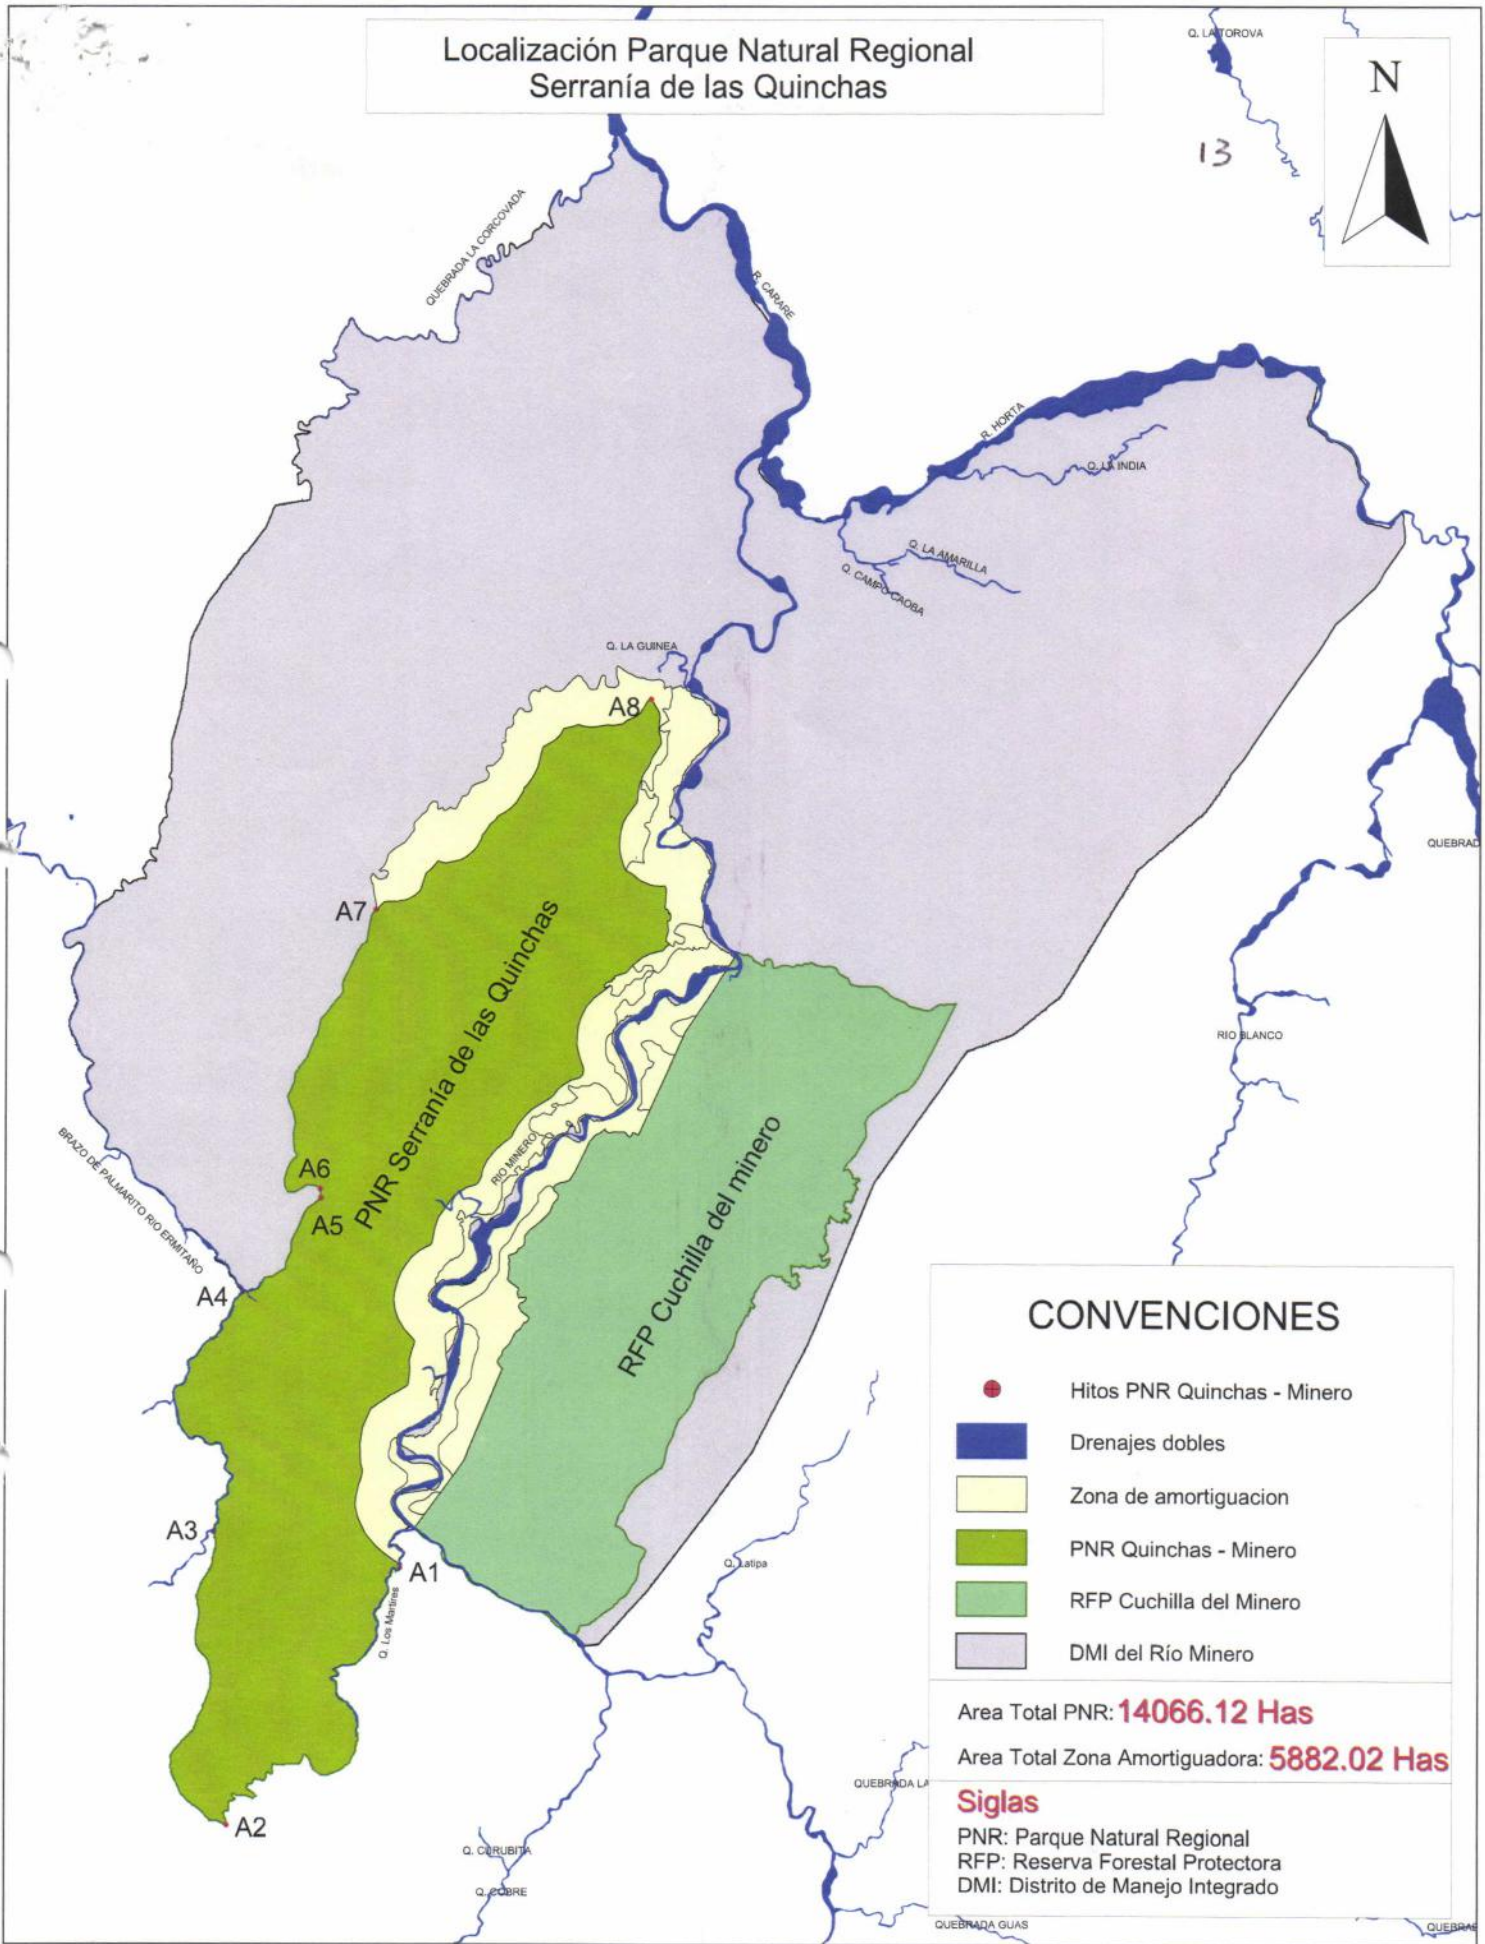 Localización Parque Natural Regional
Serranía de las Quinchas
Q. LA TOROVA
N
13
QUEBRADA LA CORCOVADA
R. CARARE
R. HORTA
Q. LA INDIA
Q. LA AMARILLA
Q. CAMPO CAOBA
Q. LA GUINEA
A8
QUEBRAD
A7
PNR Serranía de las Quinchas
RIO BLANCO
BRAZO DE PALMARITO RIO ERMITAÑO
RIO MINERO
A6
A5
RFP Cuchilla del minero
A4
A3
A1
Q. Los Martires
Q. Latipa
A2
QUEBRADA LA
Q. CURUBITA
Q. COBRE
QUEBRADA GUAS
QUEBRAD
CONVENCIONES
Hitos PNR Quinchas - Minero
Drenajes dobles
Zona de amortiguacion
PNR Quinchas - Minero
RFP Cuchilla del Minero
DMI del Río Minero
Area Total PNR: 14066.12 Has
Area Total Zona Amortiguadora: 5882.02 Has
Siglas
PNR: Parque Natural Regional
RFP: Reserva Forestal Protectora
DMI: Distrito de Manejo Integrado